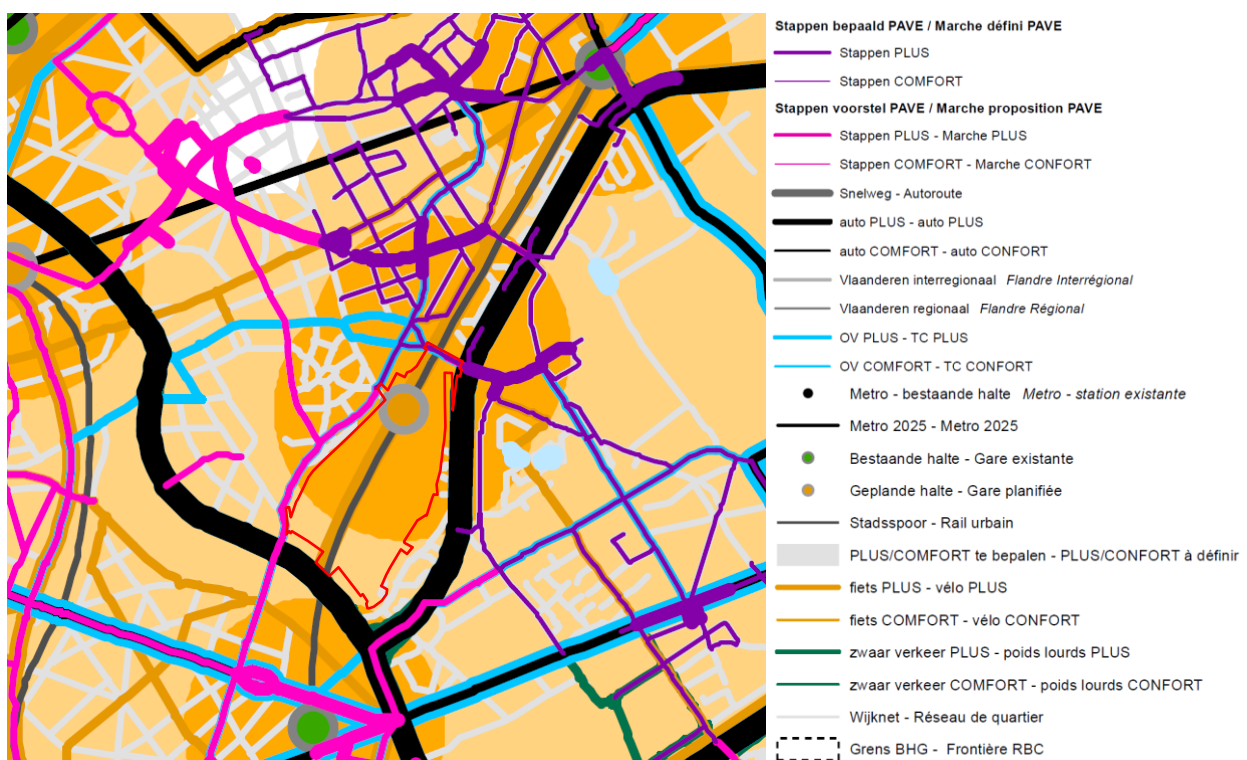 Stappen bepaald PAVE / Marche défini PAVE
Stappen PLUS
Stappen COMFORT
Stappen voorstel PAVE / Marche proposition PAVE
Stappen PLUS - Marche PLUS
Stappen COMFORT - Marche CONFORT
Snelweg - Autoroute
auto PLUS - auto PLUS
auto COMFORT - auto CONFORT
Vlaanderen interregionaal Flandre Interrégional
Vlaanderen regionaal Flandre Régional
OV PLUS - TC PLUS
OV COMFORT - TC CONFORT
Metro - bestaande halte Metro - station existante
Metro 2025 - Metro 2025
Bestaande halte - Gare existante
Geplande halte - Gare planifiée
Stadsspoor - Rail urbain
PLUS/COMFORT te bepalen - PLUS/CONFORT à définir
fiets PLUS - vélo PLUS
fiets COMFORT - vélo CONFORT
zwaar verkeer PLUS - poids lourds PLUS
zwaar verkeer COMFORT - poids lourds CONFORT
Wijknet - Réseau de quartier
Grens BHG - Frontière RBC